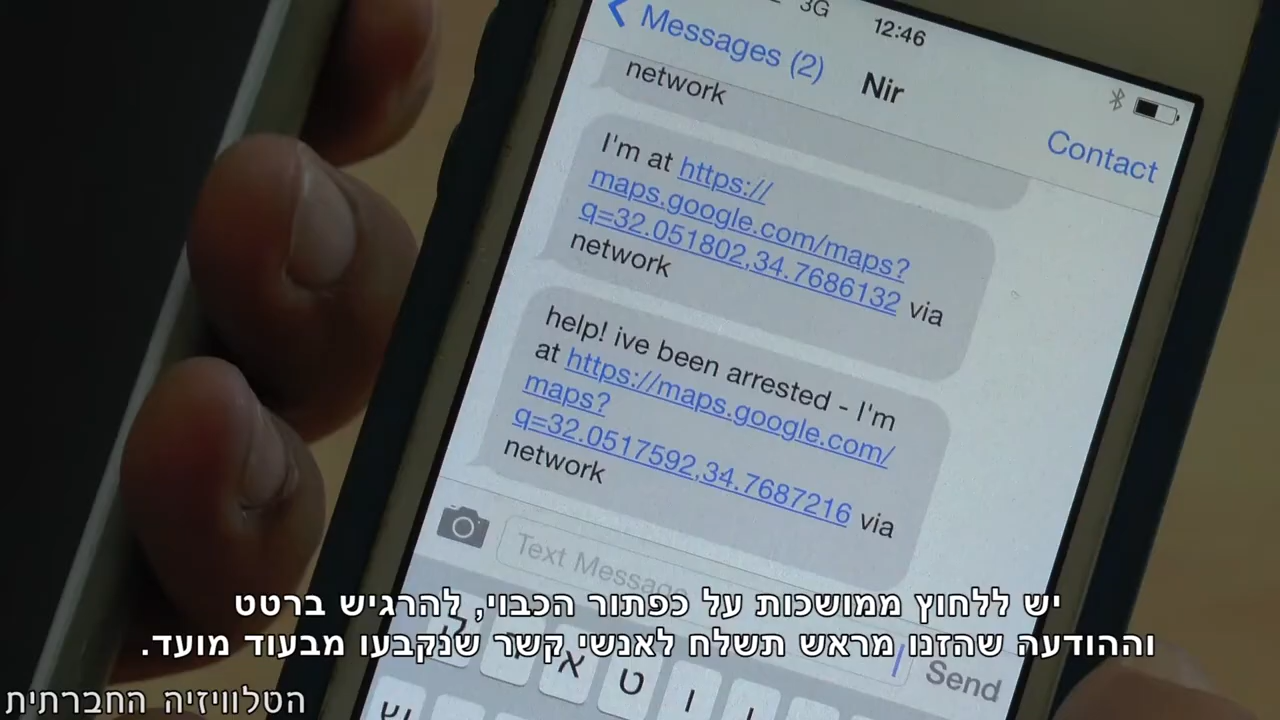 3G 12:46
Messages (2)
Nir
Contact
network
I'm at https://
maps.google.com/maps?
q=32.051802,34.7686132 via
network
help! ive been arrested - I'm
at https://maps.google.com/
maps?
q=32.0517592,34.7687216 via
network
Text Message
Send
יש ללחוץ ממושכות על כפתור הכבוי, להרגיש ברטט
וההודעה שהזנו מראש תשלח לאנשי קשר שנקבעו מבעוד מועד.
א ט ו
ש
הטלוויזיה החברתית